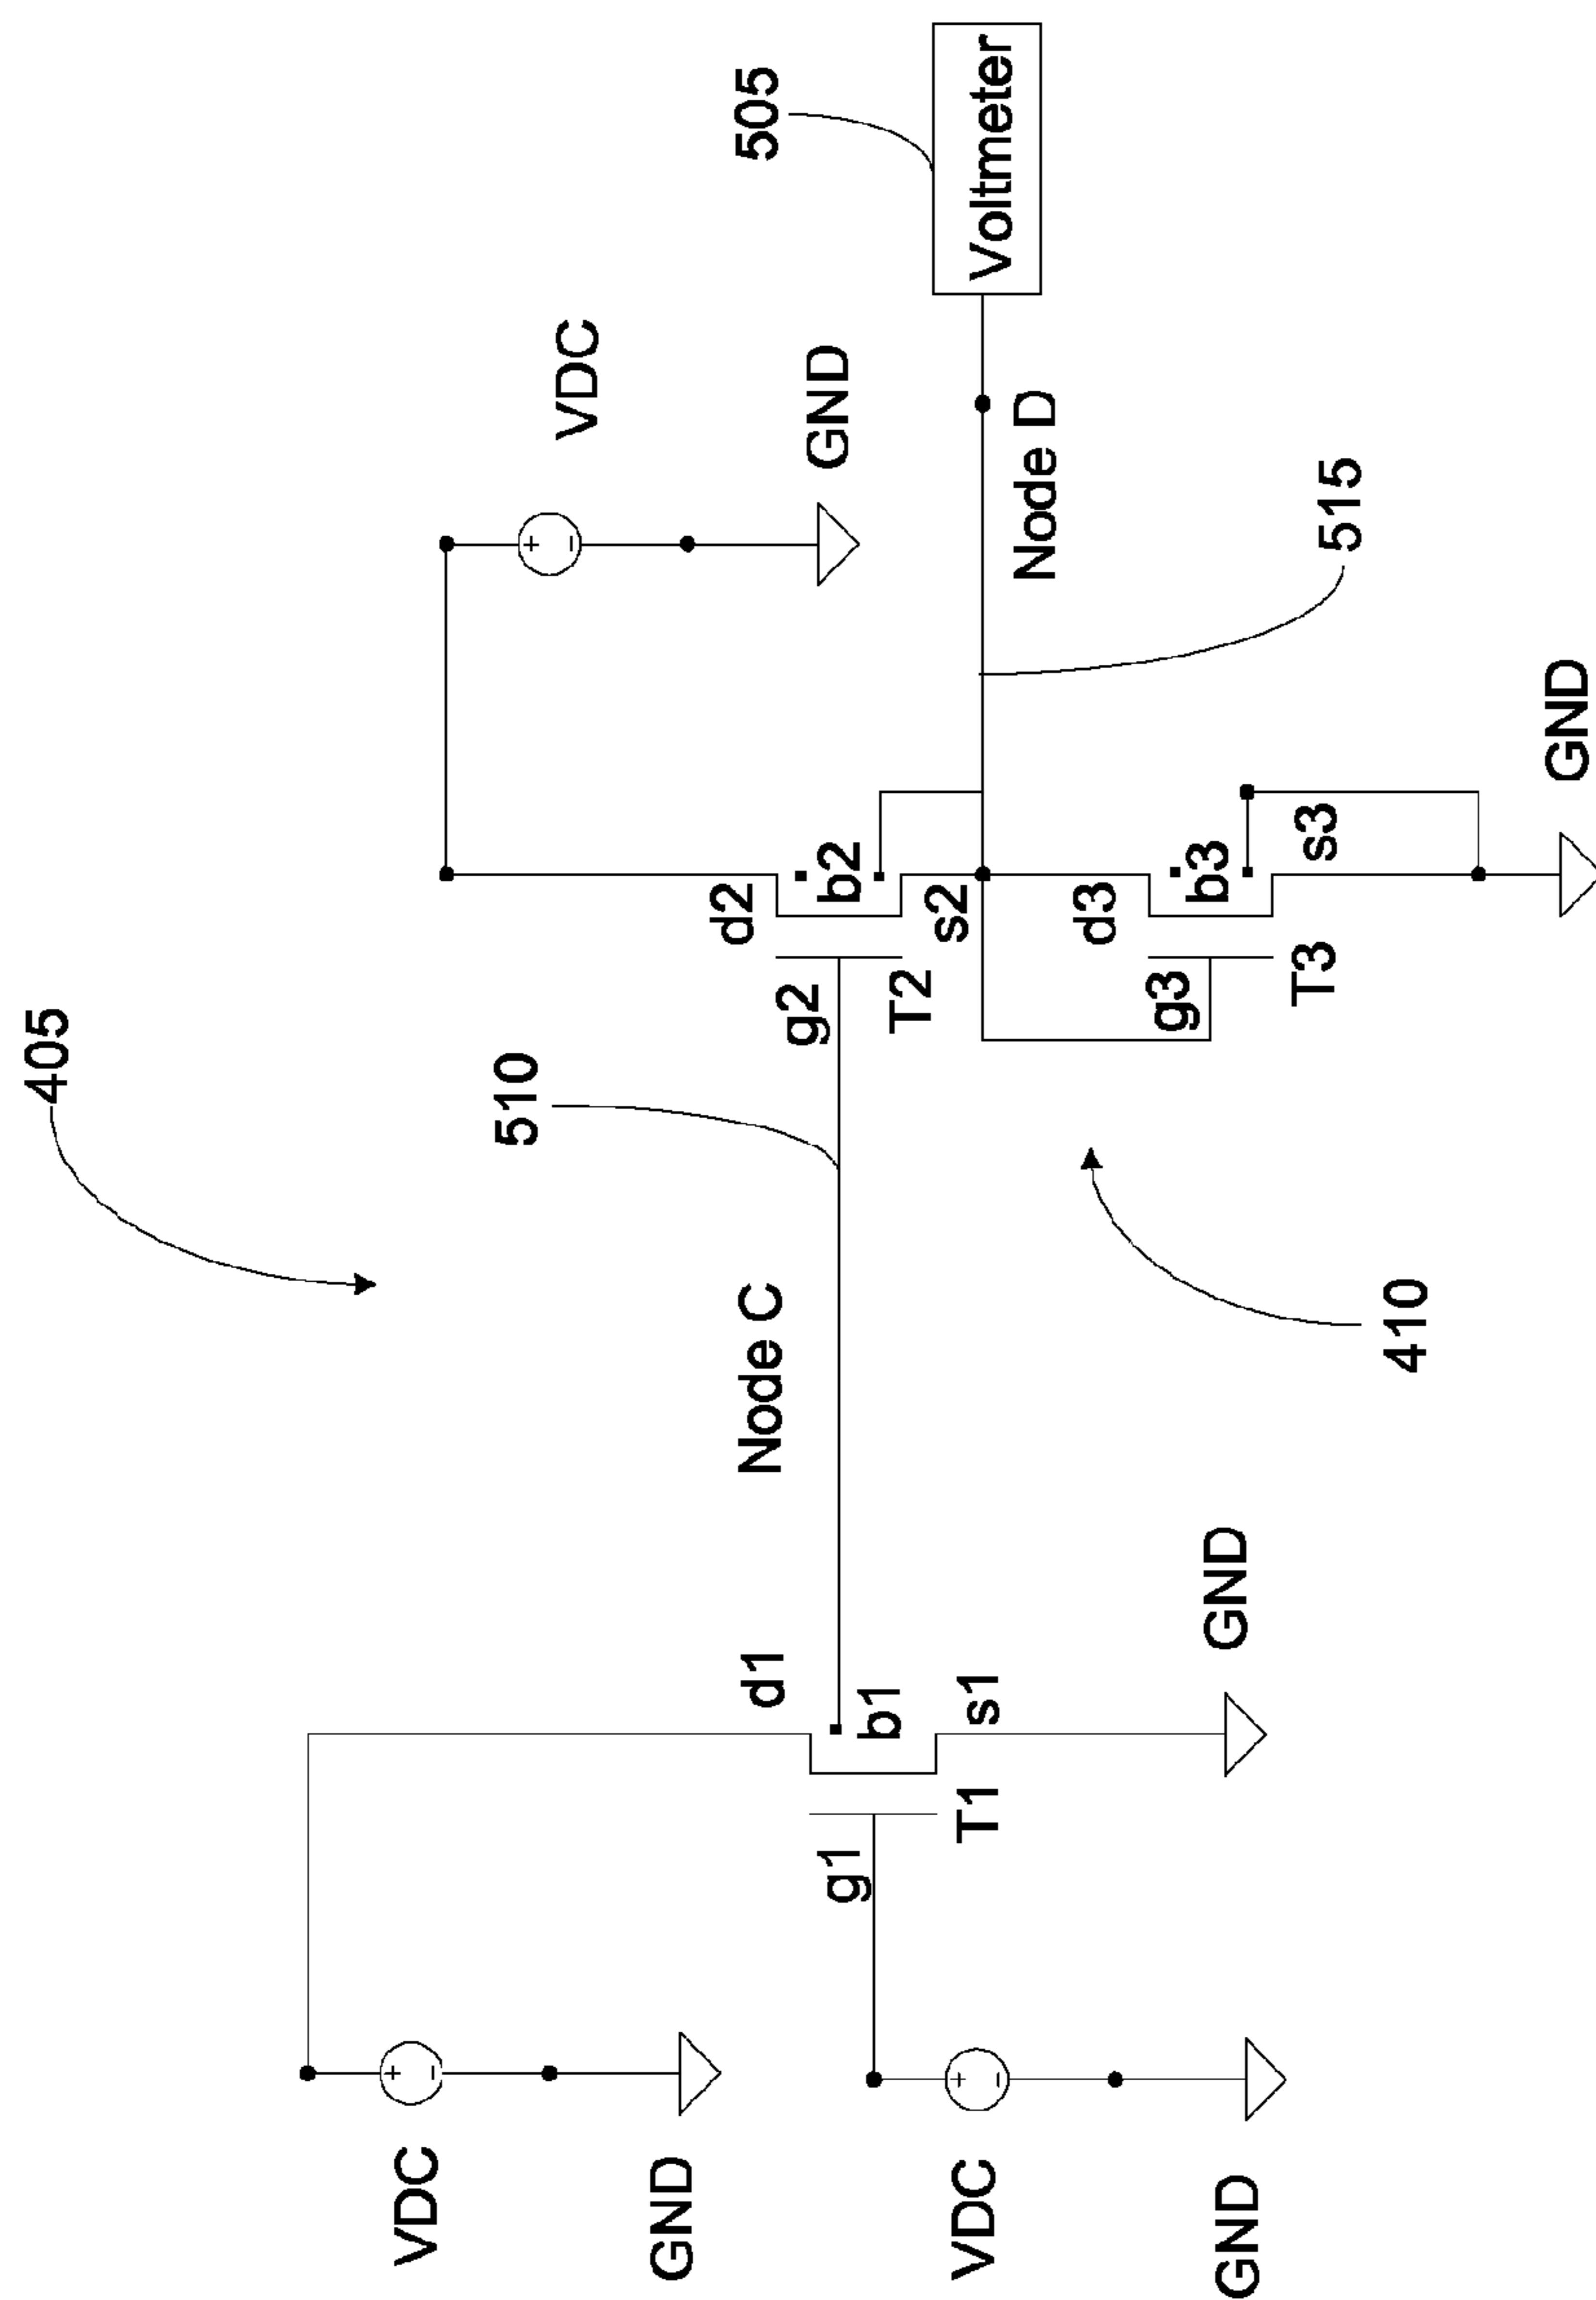 405
VDC
510
VDC
GND
Node C
d1
d2
505
g1
b1
g2
b2
GND
T2
s2
VDC
T1
s1
Voltmeter
Node D
d3
g3
b3
GND
GND
T3
s3
515
410
GND